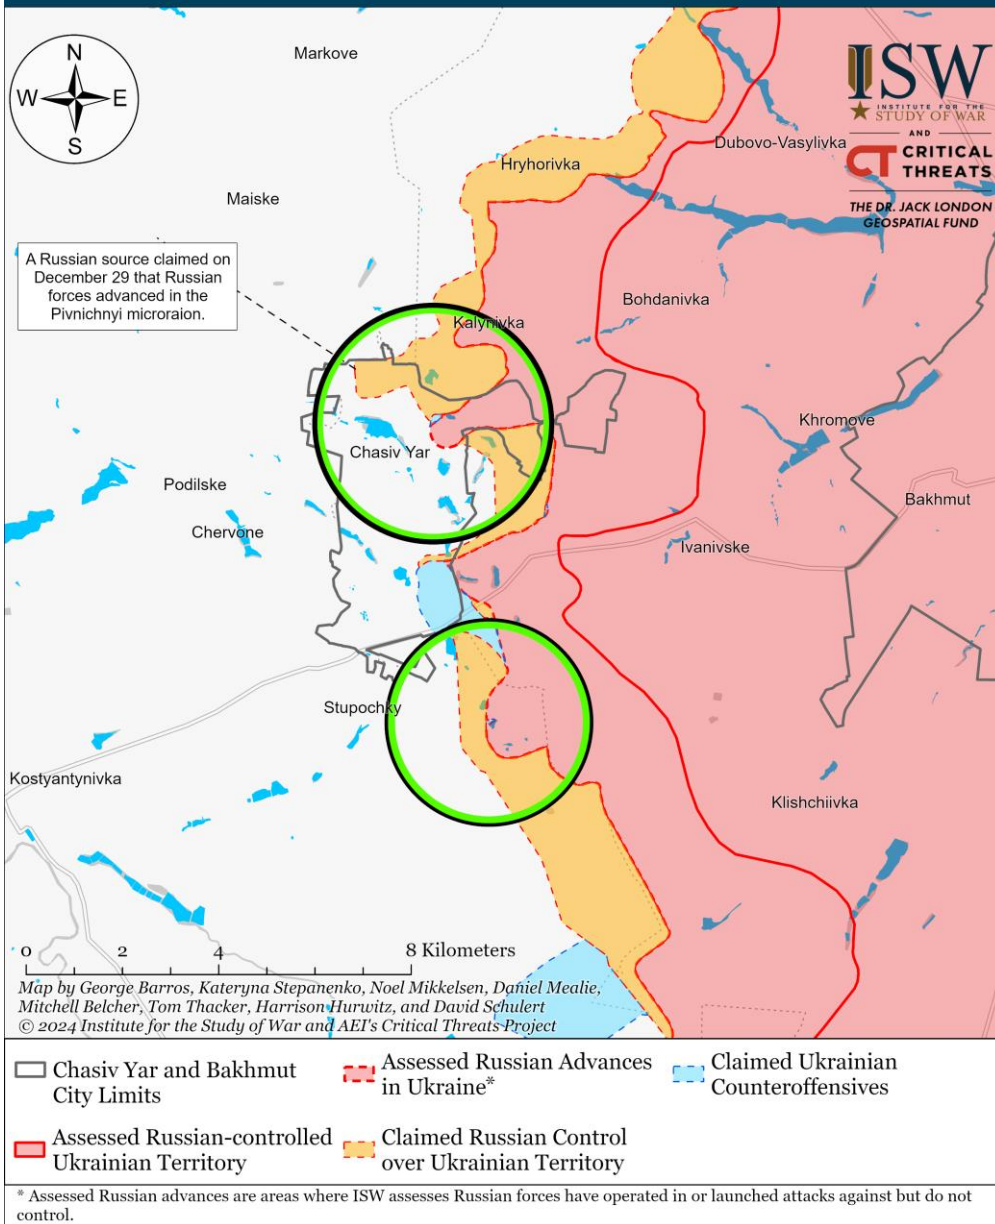 N
W
E
S
Markove
ISW
INSTITUTE FOR THE
STUDY OF WAR
AND
CT CRITICAL
THREATS
THE DR. JACK LONDON
GEOSPATIAL FUND
Dubovo-Vasylivka
Hryhorivka
Maiske
A Russian source claimed on
December 29 that Russian
forces advanced in the
Pivnichnyi microraion.
Bohdanivka
Kalynivka
Khromove
Chasiv Yar
Podilske
Bakhmut
Chervone
Ivanivske
Stupochky
Kostyantynivka
Klishchiivka
0 2 4 8 Kilometers
Map by George Barros, Kateryna Stepanenko, Noel Mikkelsen, Daniel Mealie,
Mitchell Belcher, Tom Thacker, Harrison Hurwitz, and David Schulert
© 2024 Institute for the Study of War and AEI's Critical Threats Project
Chasiv Yar and Bakhmut
City Limits
Assessed Russian Advances
in Ukraine*
Claimed Ukrainian
Counteroffensives
Assessed Russian-controlled
Ukrainian Territory
Claimed Russian Control
over Ukrainian Territory
* Assessed Russian advances are areas where ISW assesses Russian forces have operated in or launched attacks against but do not
control.